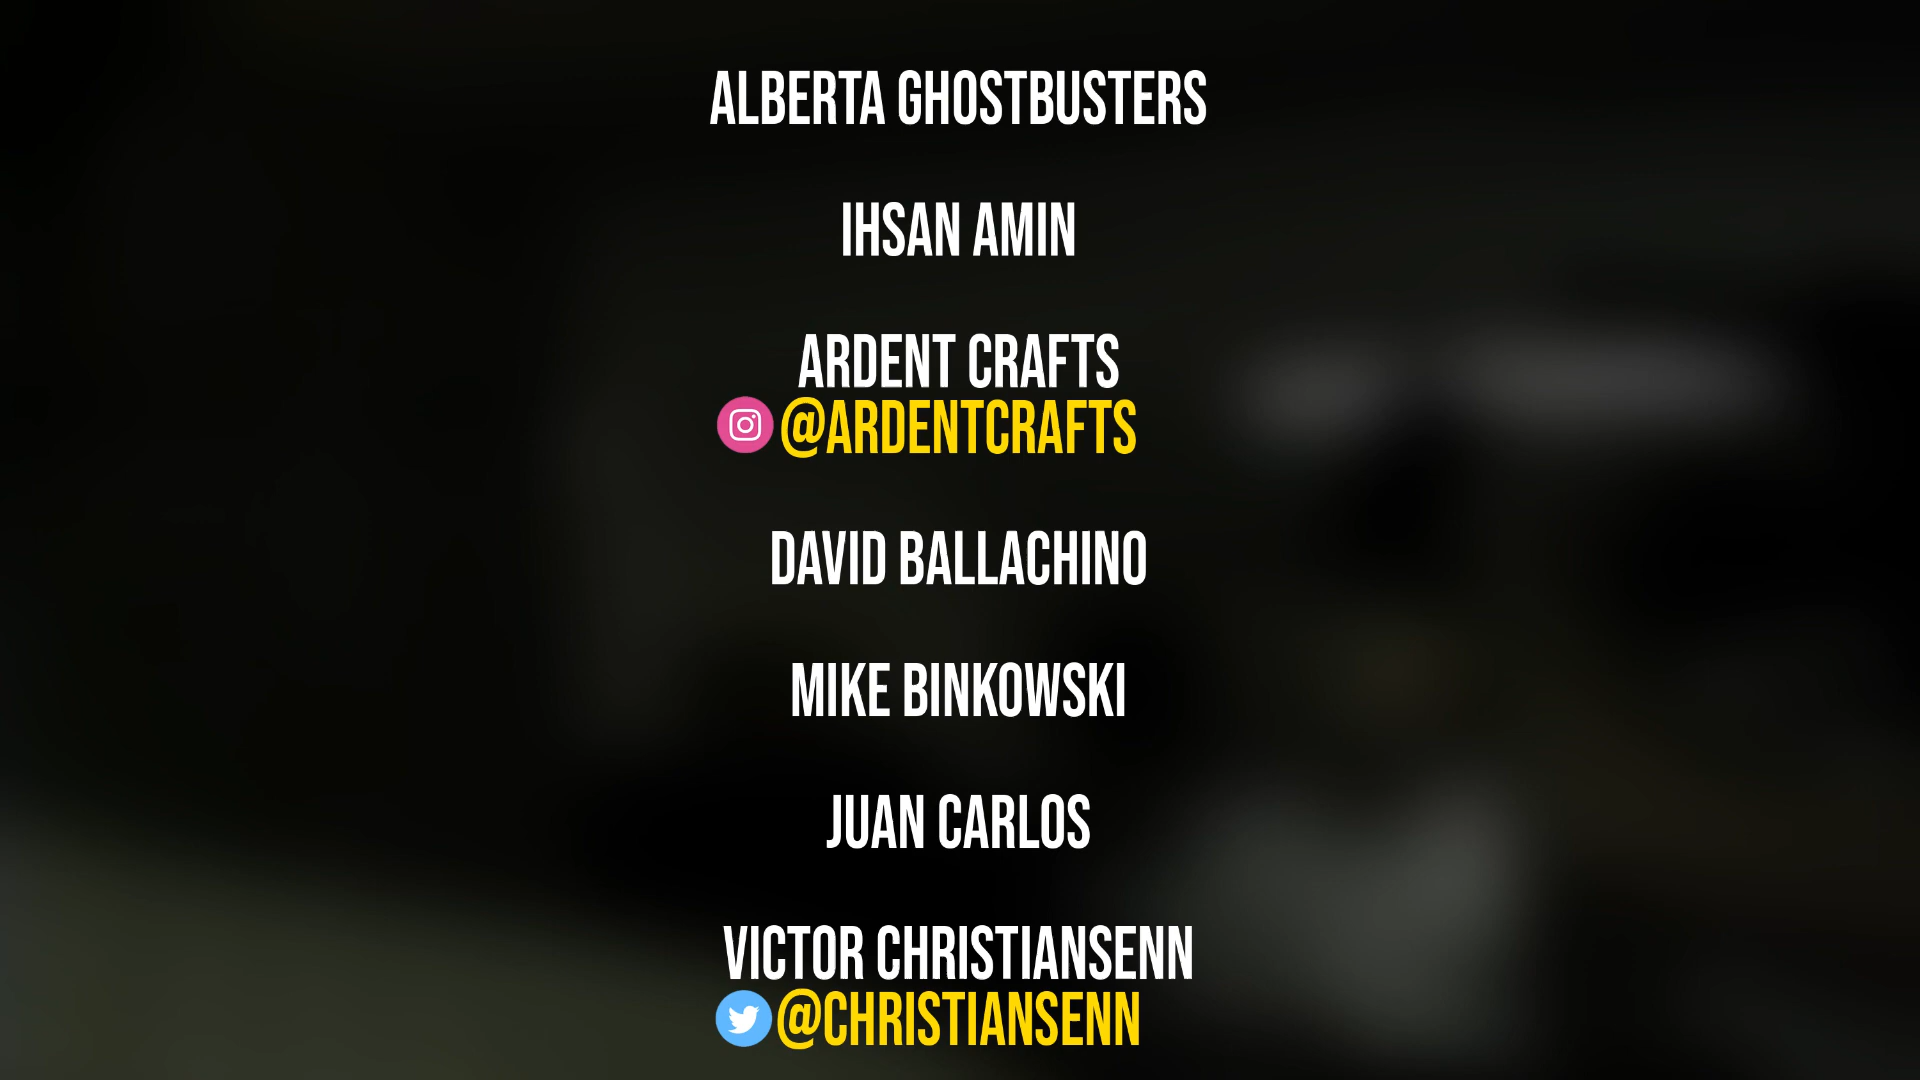 ALBERTA GHOSTBUSTERS
IHSAN AMIN
ARDENT CRAFTS
@ARDENTCRAFTS
DAVID BALLACHINO
MIKE BINKOWSKI
JUAN CARLOS
VICTOR CHRISTIANSENN
@CHRISTIANSENN